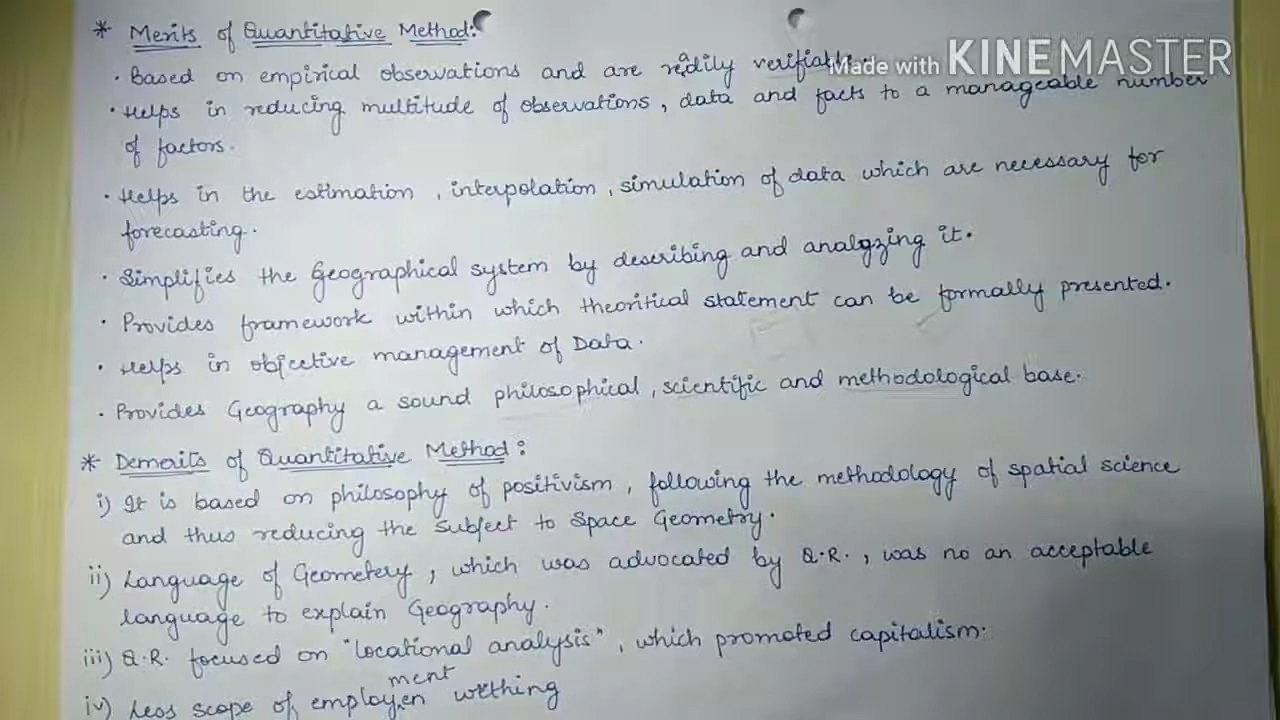 * Merits of Quantitative Method:
· Based on empirical observations and are readily verifiable
Made with KINEMASTER
· Helps in reducing multitude of observations, data and facts to a manageable number
of factors.
· Helps in the estimation, interpolation, simulation of data which are necessary for
forecasting.
· Simplifies the Geographical system by describing and analyzing it.
· Provides framework within which theoritical statement can be formally presented.
· Helps in objective management of Data.
· Provides Geography a sound philosophical, scientific and methodological base.
* Demerits of Quantitative Method:
i) It is based on philosophy of positivism, following the methodology of spatial science
and thus reducing the subject to Space Geometry.
ii) Language of Geometery, which was advocated by Q.R., was no an acceptable
language to explain Geography.
iii) Q.R. focused on "locational analysis", which promoted capitalism.
ment
iv) Less scope of employen